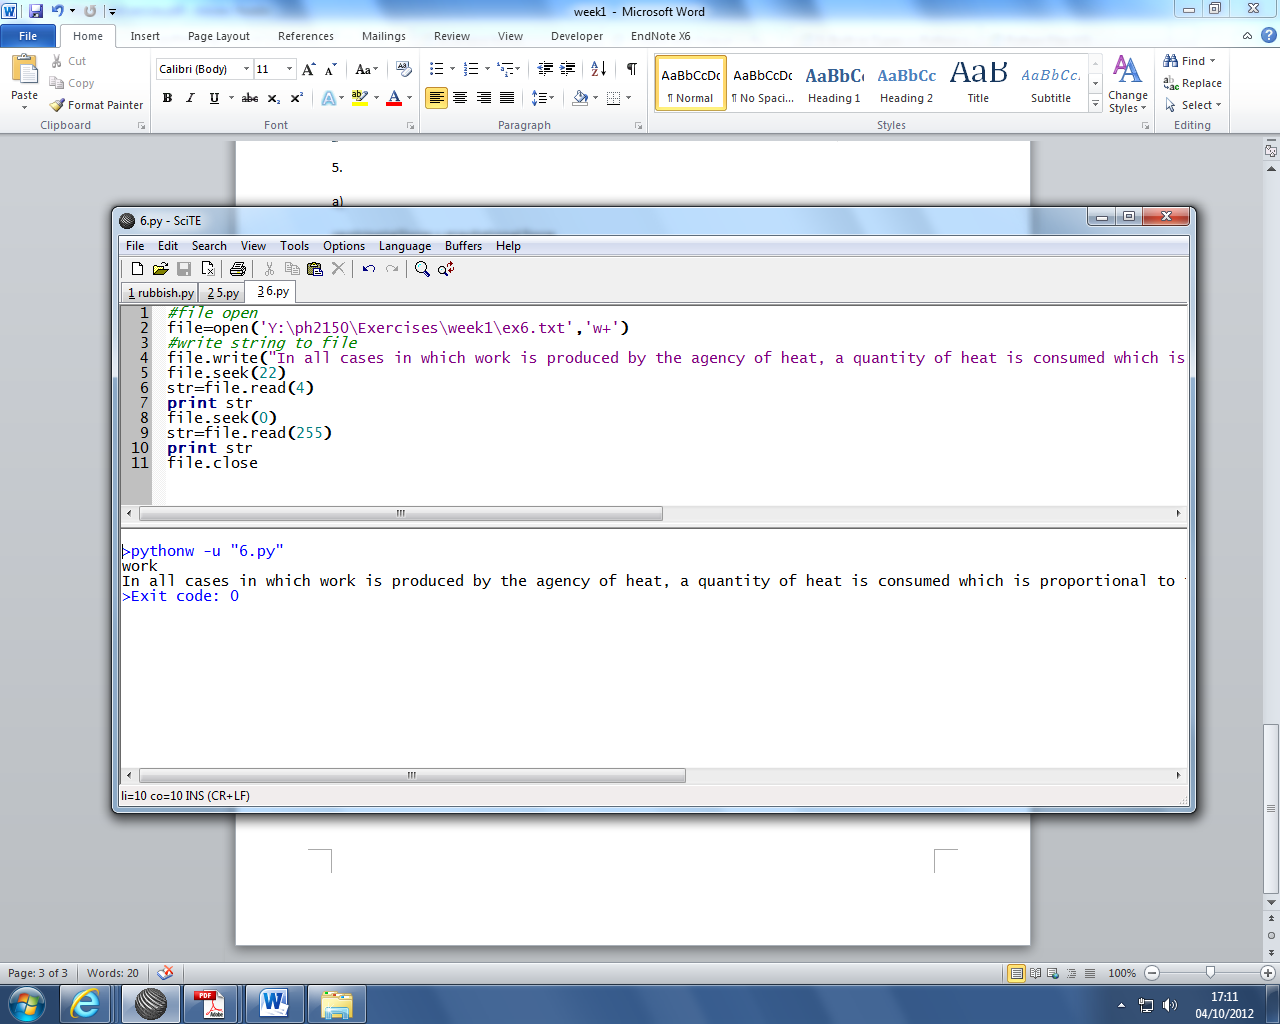 week1 - Microsoft Word
File Home Insert Page Layout References Mailings Review View Developer EndNote X6
Paste
Cut
Copy
Format Painter
Clipboard
Calibri (Body) 11
Font
Paragraph
AaBbCcDc AaBbCcDc AaBbCc AaBbCc AaB AaBbCc.
¶ Normal ¶ No Spaci... Heading 1 Heading 2 Title Subtitle
Change
Styles
Styles
Find
Replace
Select
Editing
5.
a)
6.py - SciTE
File Edit Search View Tools Options Language Buffers Help
1 rubbish.py 2 5.py 3 6.py
1 #file open
2 file=open('Y:\ph2150\Exercises\week1\ex6.txt','w+')
3 #write string to file
4 file.write("In all cases in which work is produced by the agency of heat, a quantity of heat is consumed which is
5 file.seek(22)
6 str=file.read(4)
7 print str
8 file.seek(0)
9 str=file.read(255)
10 print str
11 file.close
>pythonw -u "6.py"
work
In all cases in which work is produced by the agency of heat, a quantity of heat is consumed which is proportional to
>Exit code: 0
li=10 co=10 INS (CR+LF)
Page: 3 of 3 Words: 20 100%
17:11
04/10/2012